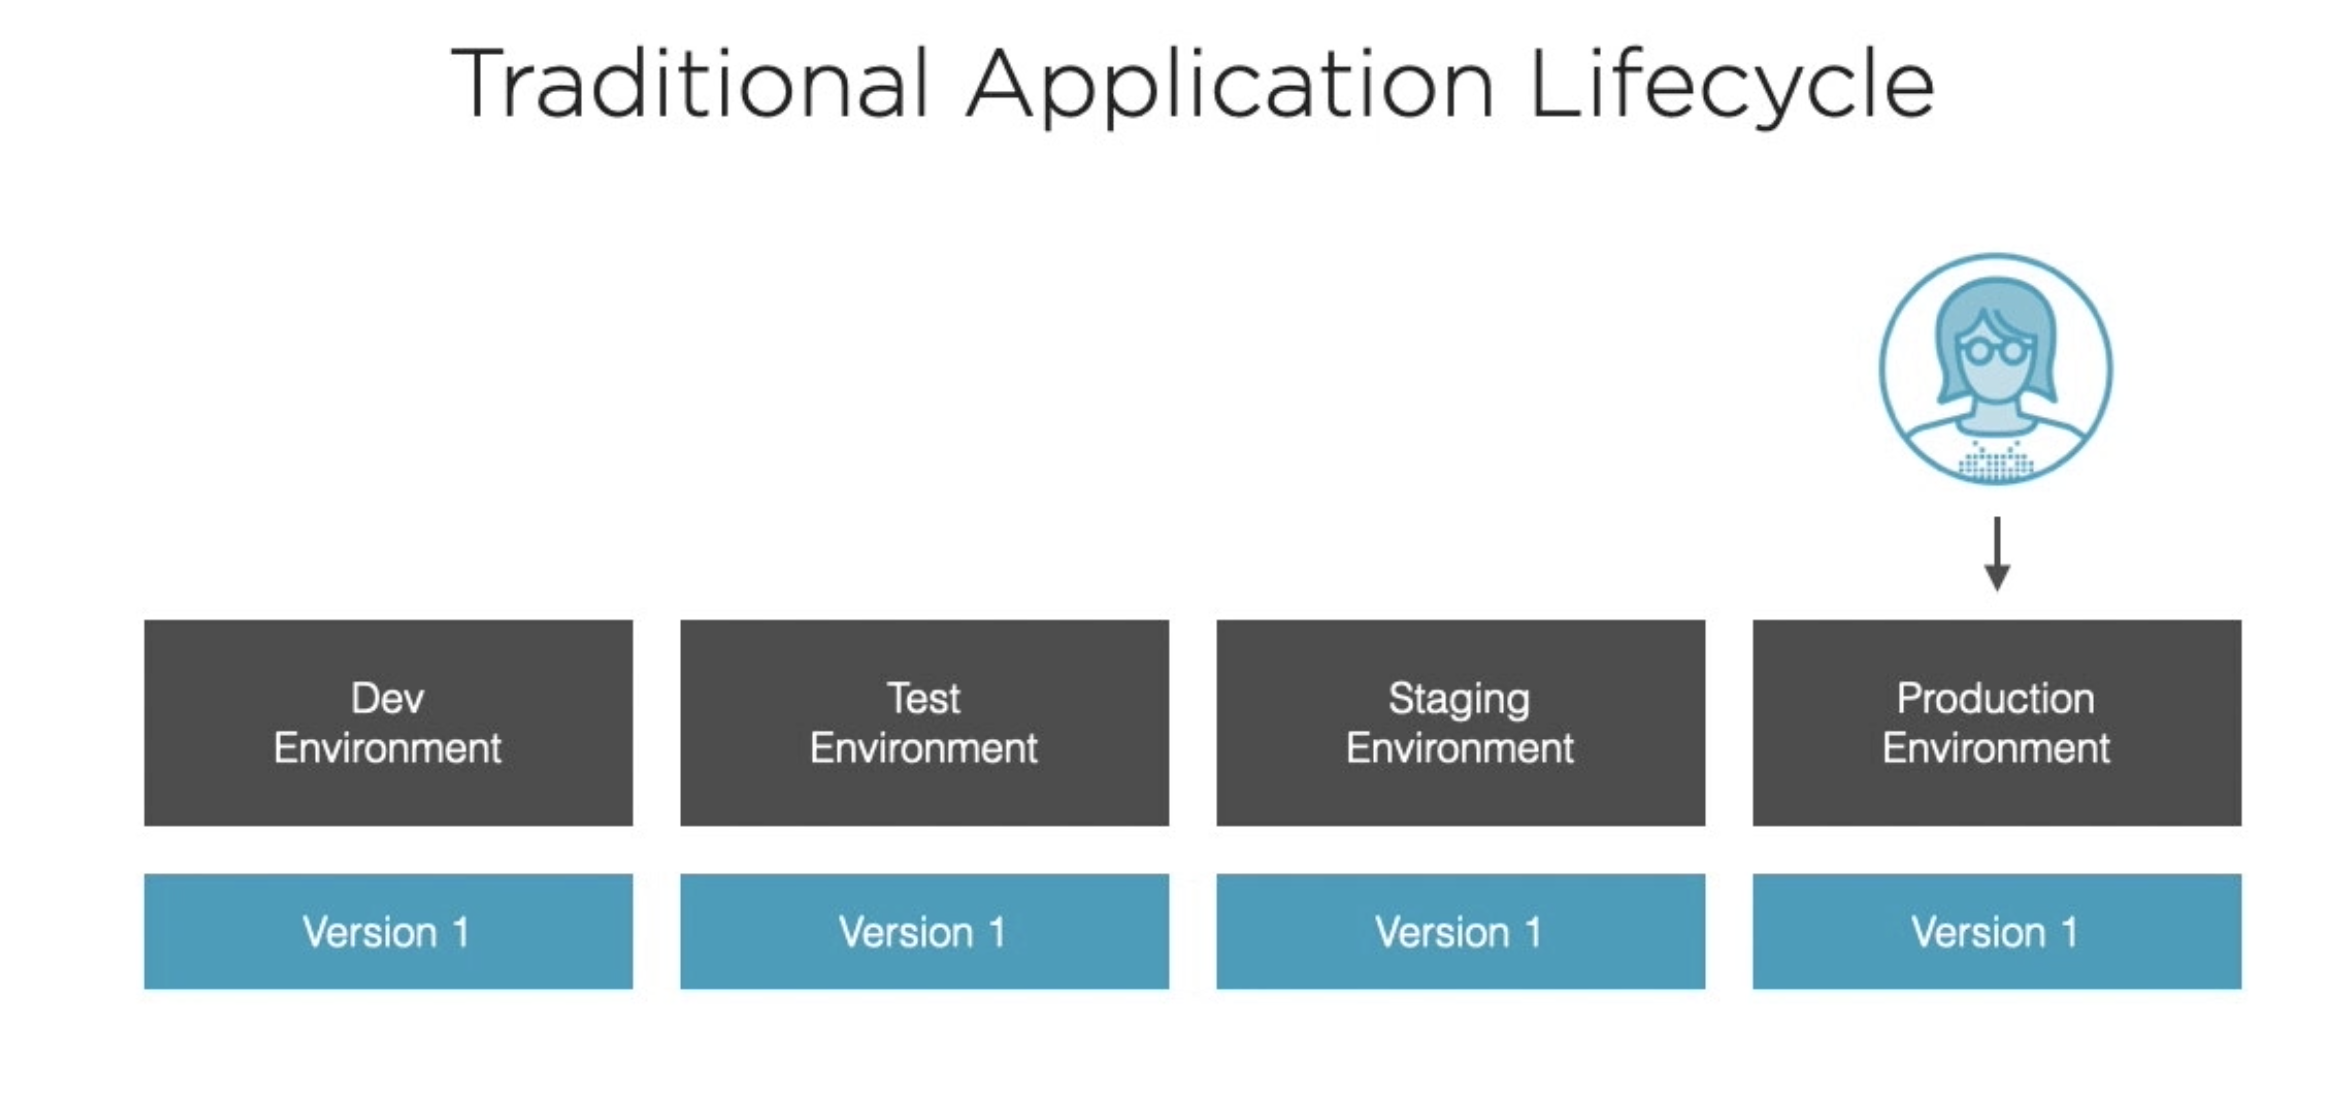 Traditional Application Lifecycle
Dev
Environment
Test
Environment
Staging
Environment
Production
Environment
Version 1
Version 1
Version 1
Version 1